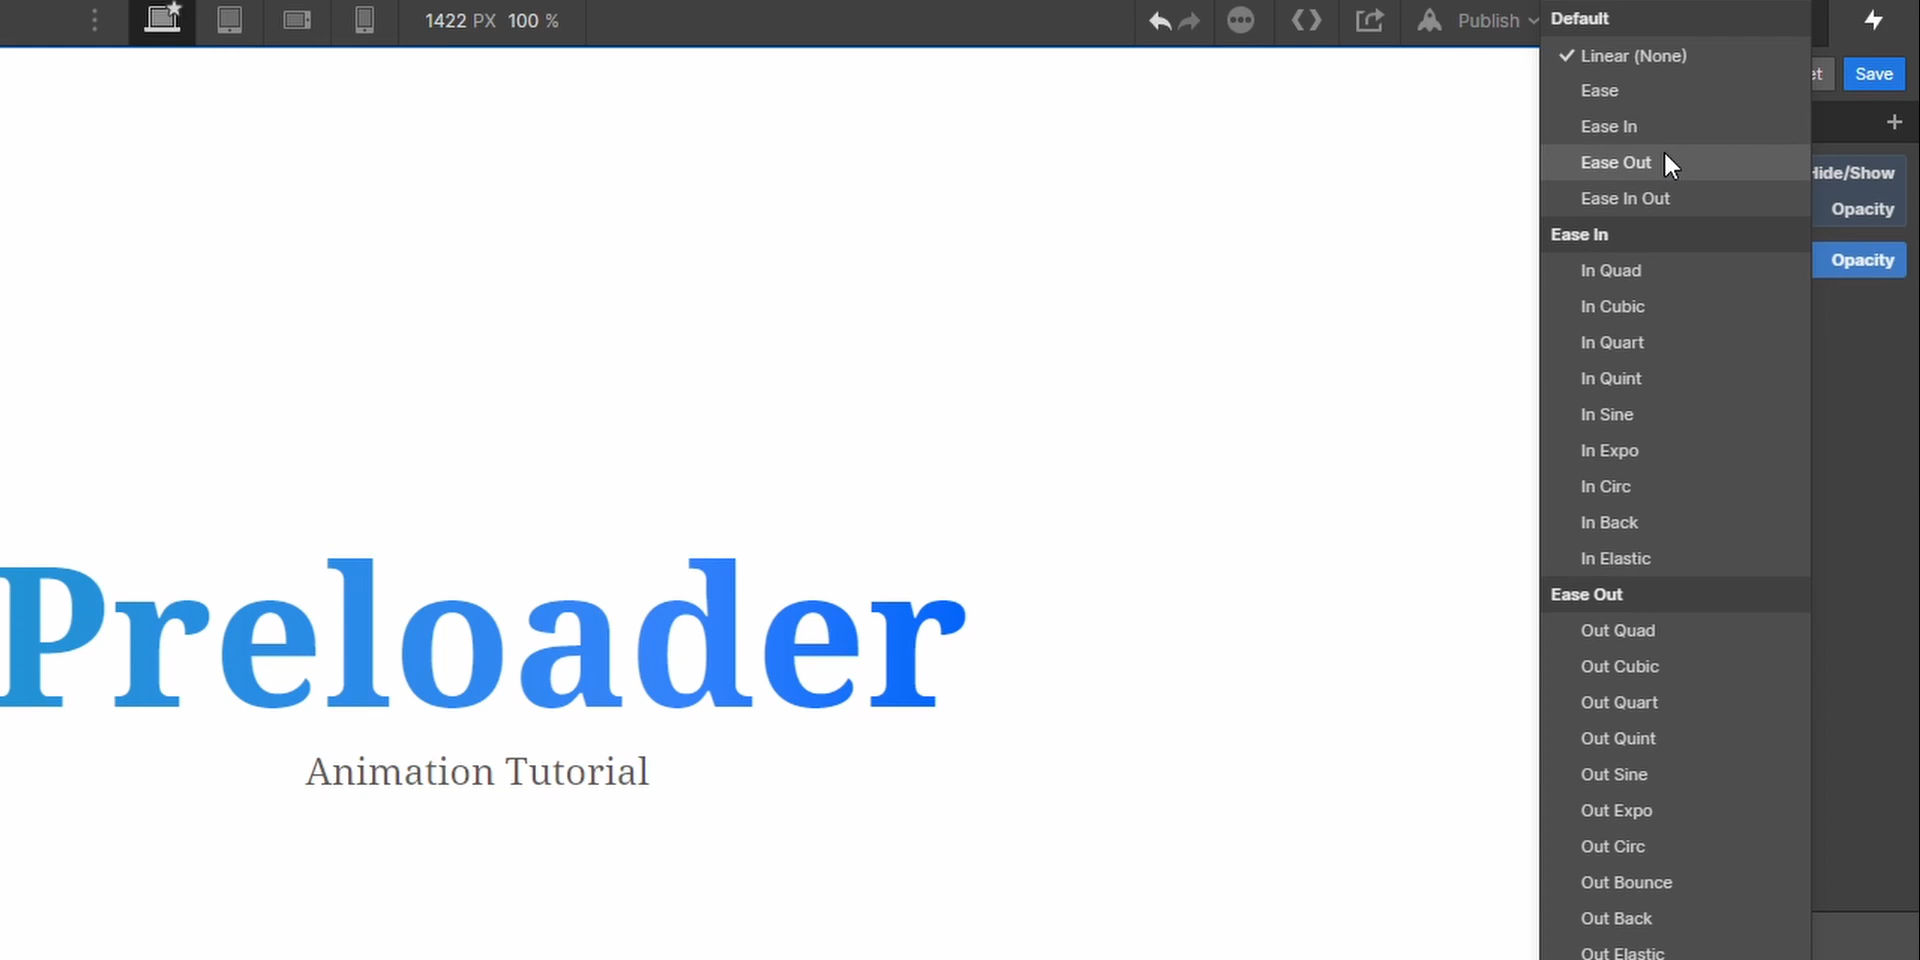 1422 PX 100 %
Publish
Default
Linear (None)
Ease
Ease In
Ease Out
Ease In Out
Ease In
In Quad
In Cubic
In Quart
In Quint
In Sine
In Expo
In Circ
In Back
In Elastic
Ease Out
Out Quad
Out Cubic
Out Quart
Out Quint
Out Sine
Out Expo
Out Circ
Out Bounce
Out Back
Out Elastic
Save
Hide/Show
Opacity
Opacity
Preloader
Animation Tutorial